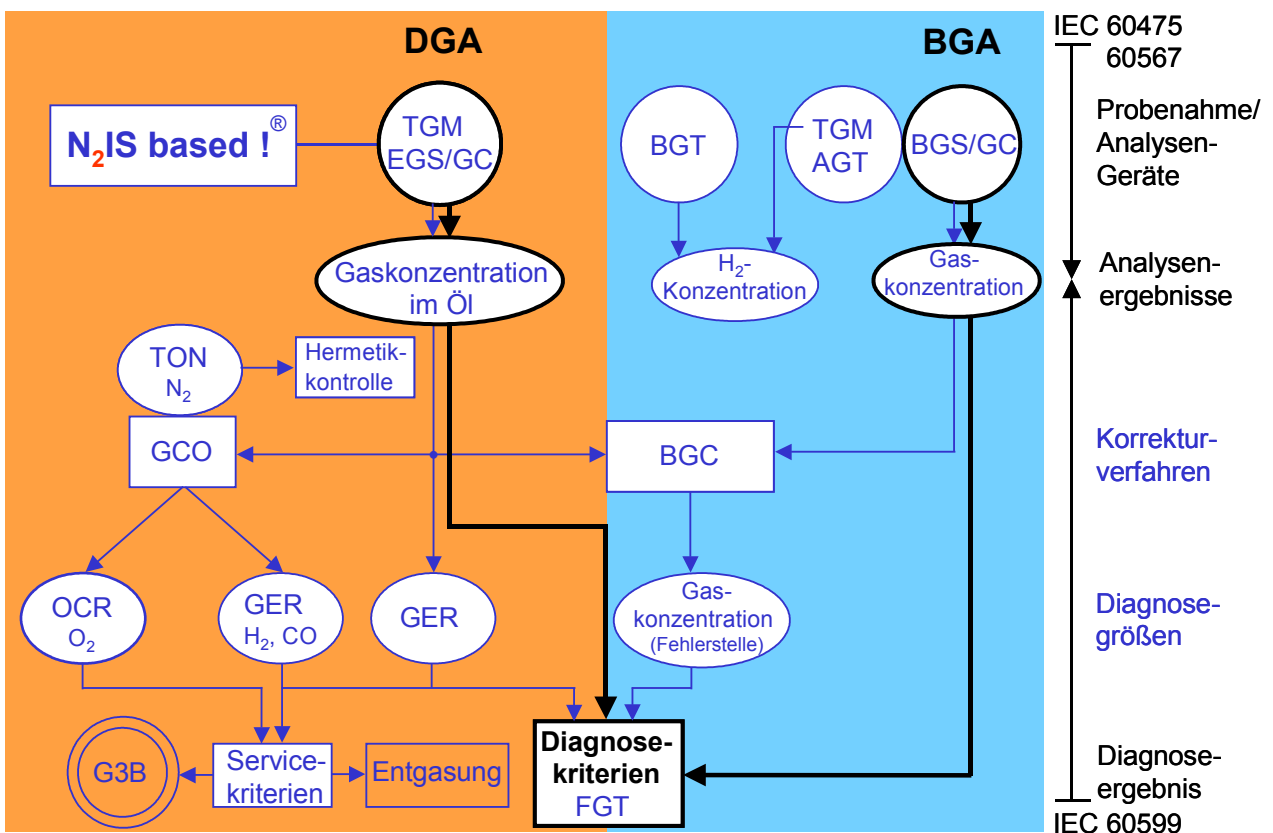 DGA
BGA
IEC 60475
60567
N₂IS based ! ®
TGM
EGS/GC
BGT
TGM
AGT
BGS/GC
Probenahme/
Analysen-
Geräte
Gaskonzentration
im Öl
H₂-
Konzentration
Gas-
konzentration
Analysen-
ergebnisse
TON
N₂
Hermetik-
kontrolle
GCO
BGC
Korrektur-
verfahren
OCR
O₂
GER
H₂, CO
GER
Gas-
konzentration
(Fehlerstelle)
Diagnose-
größen
G3B
Service-
kriterien
Entgasung
Diagnose-
kriterien
FGT
Diagnose-
ergebnis
IEC 60599